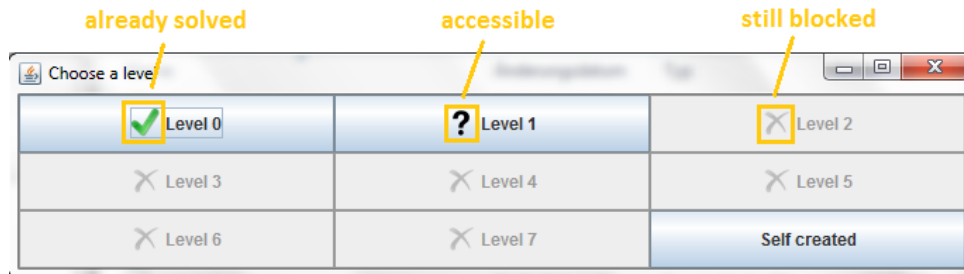 already solved accessible still blocked
Choose a level
Level 0 ? Level 1 Level 2
Level 3 Level 4 Level 5
Level 6 Level 7 Self created